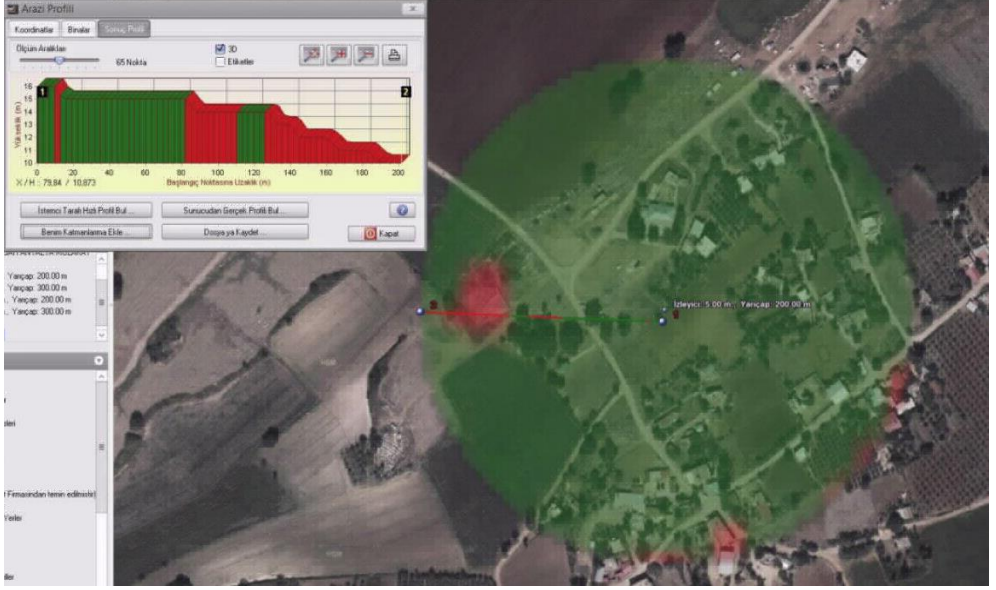 Arazi Profili
Koordinatlar Binalar Sonuç Profil
Ölçüm Aralıkları
65 Nokta
3D
Etiketler
Yükseklik (m)
16
15
14
13
12
11
10
1
2
0 20 40 60 80 100 120 140 160 180 200
X / H : 79,84 / 10,873
Başlangıç Noktasına Uzaklık (m)
İstemci Taraflı Hızlı Profili Bul ...
Sunucudan Gerçek Profili Bul ...
Benim Katmanlarıma Ekle ...
Dosyaya Kaydet ...
Kapat
Yarıçap: 200.00 m
Yarıçap: 300.00 m
Yarıçap: 200.00 m
Yarıçap: 300.00 m
Firmasından temin edilmiştir)
Yerler
İzleyici: 5.00 m., Yarıçap: 200.00 m
2